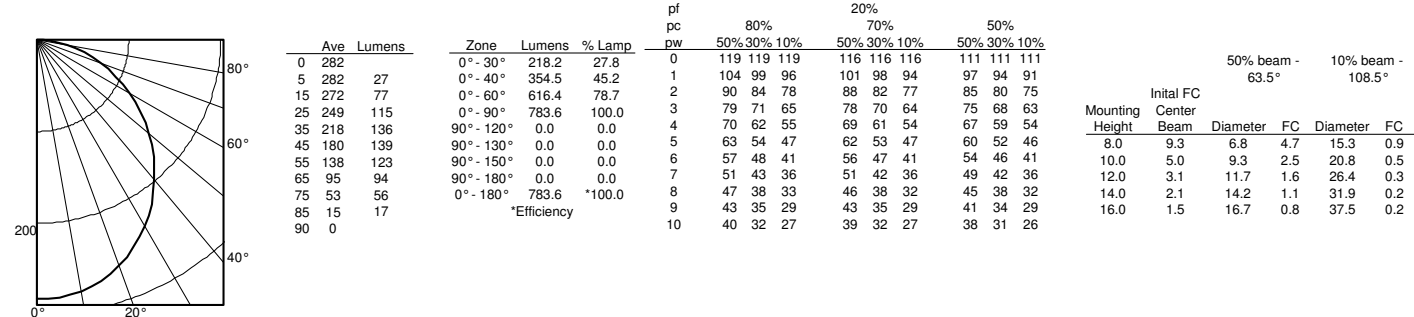 80°
60°
200
40°
0° 20°
Ave Lumens
0 282
5 282 27
15 272 77
25 249 115
35 218 136
45 180 139
55 138 123
65 95 94
75 53 56
85 15 17
90 0
Zone Lumens % Lamp
0°- 30° 218.2 27.8
0°- 40° 354.5 45.2
0°- 60° 616.4 78.7
0°- 90° 783.6 100.0
90°- 120° 0.0 0.0
90°- 130° 0.0 0.0
90°- 150° 0.0 0.0
90°- 180° 0.0 0.0
0°- 180° 783.6 *100.0
*Efficiency
pf 20%
pc 80% 70% 50%
pw 50% 30% 10% 50% 30% 10% 50% 30% 10%
0 119 119 119 116 116 116 111 111 111
1 104 99 96 101 98 94 97 94 91
2 90 84 78 88 82 77 85 80 75
3 79 71 65 78 70 64 75 68 63
4 70 62 55 69 61 54 67 59 54
5 63 54 47 62 53 47 60 52 46
6 57 48 41 56 47 41 54 46 41
7 51 43 36 51 42 36 49 42 36
8 47 38 33 46 38 32 45 38 32
9 43 35 29 43 35 29 41 34 29
10 40 32 27 39 32 27 38 31 26
50% beam - 10% beam -
63.5° 108.5°
Inital FC
Mounting Center
Height Beam Diameter FC Diameter FC
8.0 9.3 6.8 4.7 15.3 0.9
10.0 5.0 9.3 2.5 20.8 0.5
12.0 3.1 11.7 1.6 26.4 0.3
14.0 2.1 14.2 1.1 31.9 0.2
16.0 1.5 16.7 0.8 37.5 0.2